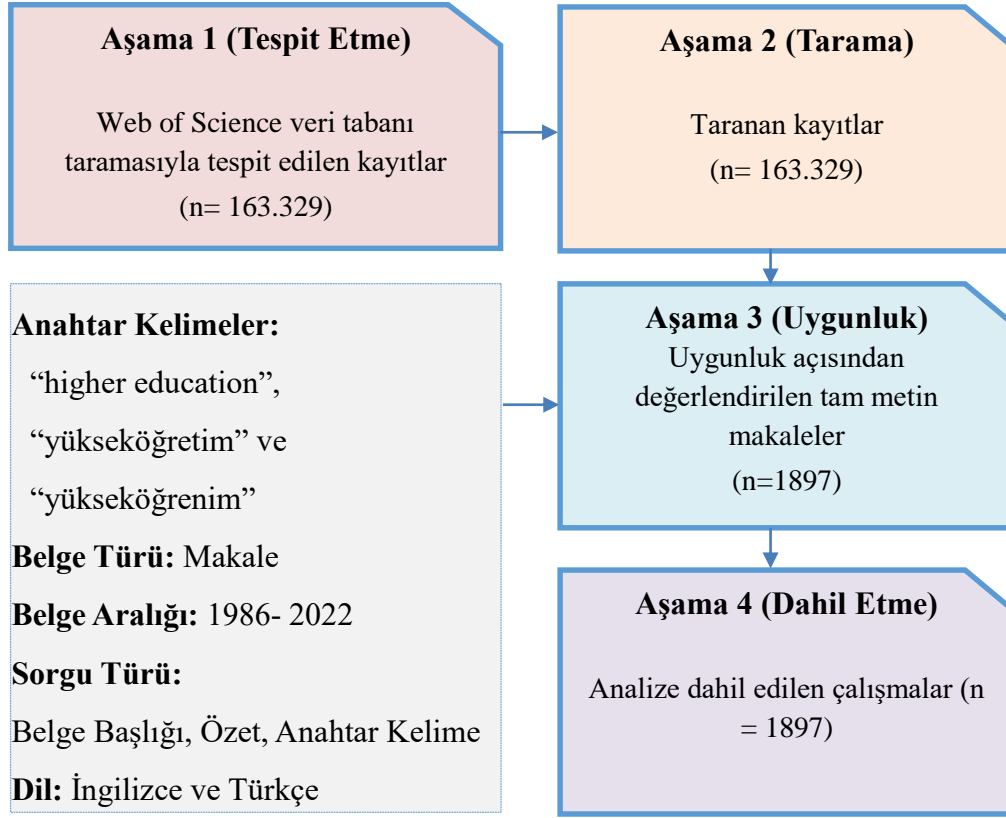 Aşama 1 (Tespit Etme)
Web of Science veri tabanı
taramasıyla tespit edilen kayıtlar
(n= 163.329)
Aşama 2 (Tarama)
Taranan kayıtlar
(n= 163.329)
Anahtar Kelimeler:
“higher education”,
“yükseköğretim” ve
“yükseköğrenim”
Belge Türü: Makale
Belge Aralığı: 1986- 2022
Sorgu Türü:
Belge Başlığı, Özet, Anahtar Kelime
Dil: İngilizce ve Türkçe
Aşama 3 (Uygunluk)
Uygunluk açısından
değerlendirilen tam metin
makaleler
(n=1897)
Aşama 4 (Dahil Etme)
Analize dahil edilen çalışmalar (n
= 1897)